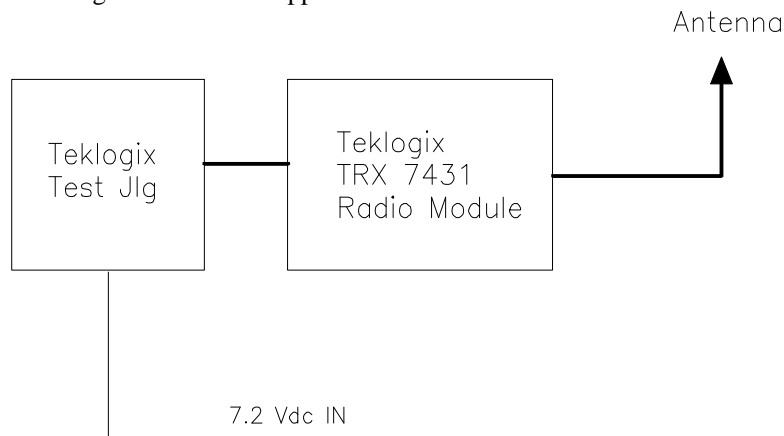 Antenna
Teklogix
Test JIg
Teklogix
TRX 7431
Radio Module
7.2 Vdc IN